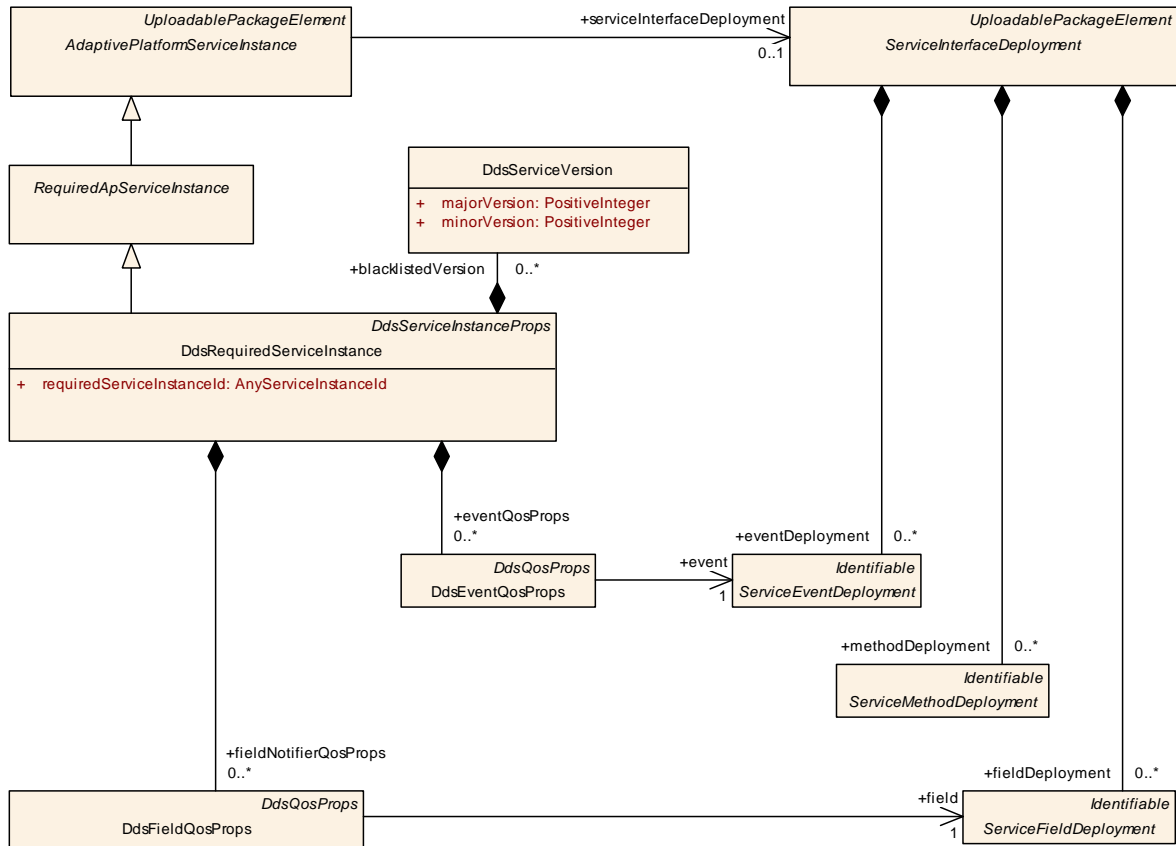 UploadablePackageElement
AdaptivePlatformServiceInstance
+serviceInterfaceDeployment
0..1
UploadablePackageElement
ServiceInterfaceDeployment
RequiredApServiceInstance
DdsServiceVersion
+ majorVersion: PositiveInteger
+ minorVersion: PositiveInteger
+blacklistedVersion 0..*
DdsServiceInstanceProps
DdsRequiredServiceInstance
+ requiredServiceInstanceId: AnyServiceInstanceId
+eventQosProps
0..*
+eventDeployment 0..*
DdsQosProps
DdsEventQosProps
+event
1
Identifiable
ServiceEventDeployment
+methodDeployment 0..*
Identifiable
ServiceMethodDeployment
+fieldNotifierQosProps
0..*
+fieldDeployment 0..*
DdsQosProps
DdsFieldQosProps
+field
1
Identifiable
ServiceFieldDeployment